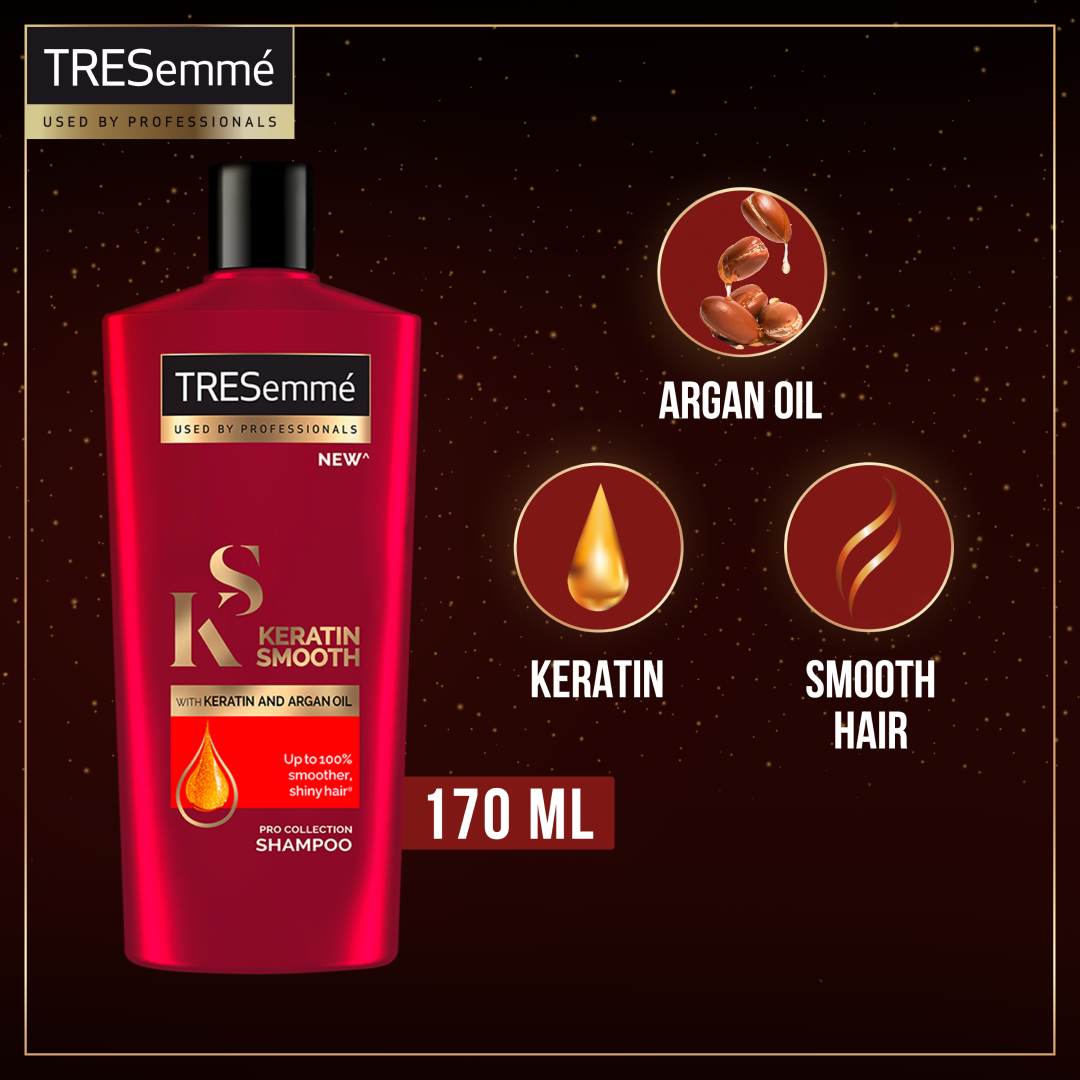 TRESemmé
USED BY PROFESSIONALS
TRESemmé
USED BY PROFESSIONALS
NEW^
KS
KERATIN
SMOOTH
WITH KERATIN AND ARGAN OIL
Up to 100%
smoother,
shiny hair®
PRO COLLECTION
SHAMPOO
170 ML
ARGAN OIL
KERATIN
SMOOTH
HAIR